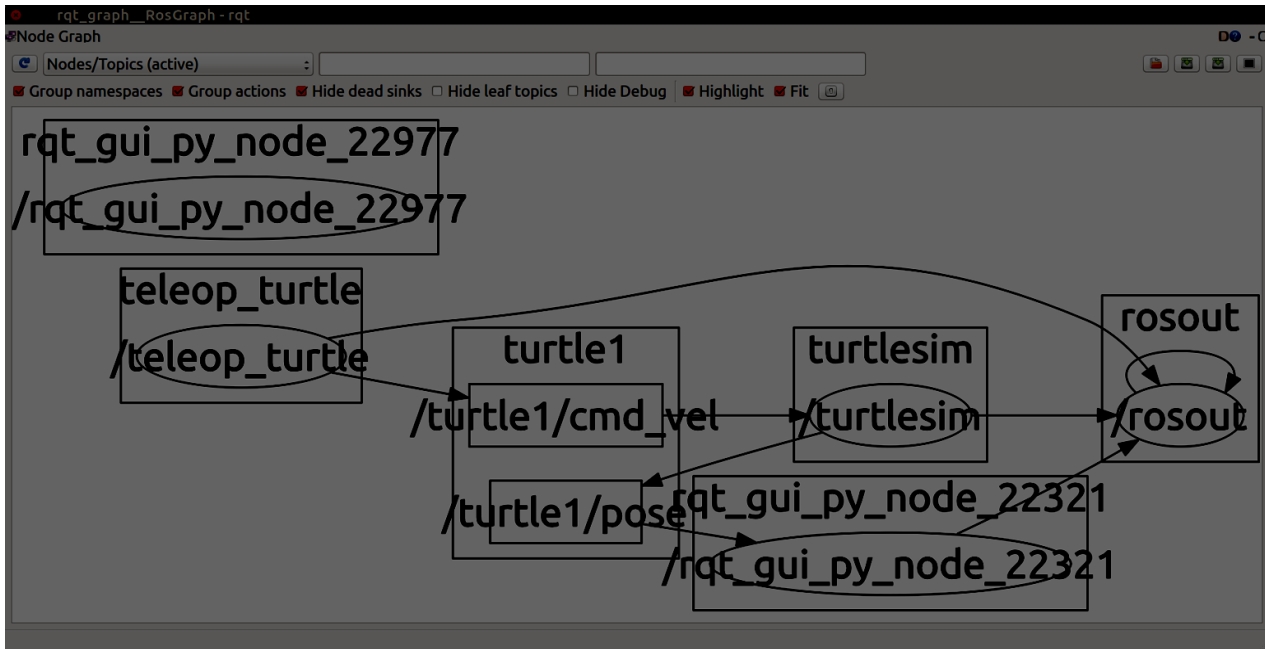 rqt_graph__RosGraph - rqt
Node Graph
Nodes/Topics (active)
Group namespaces Group actions Hide dead sinks Hide leaf topics Hide Debug Highlight Fit
rqt_gui_py_node_22977
/rqt_gui_py_node_22977
teleop_turtle
/teleop_turtle
turtle1
/turtle1/cmd_vel
/turtle1/pose
turtlesim
/turtlesim
rqt_gui_py_node_22321
/rqt_gui_py_node_22321
rosout
/rosout